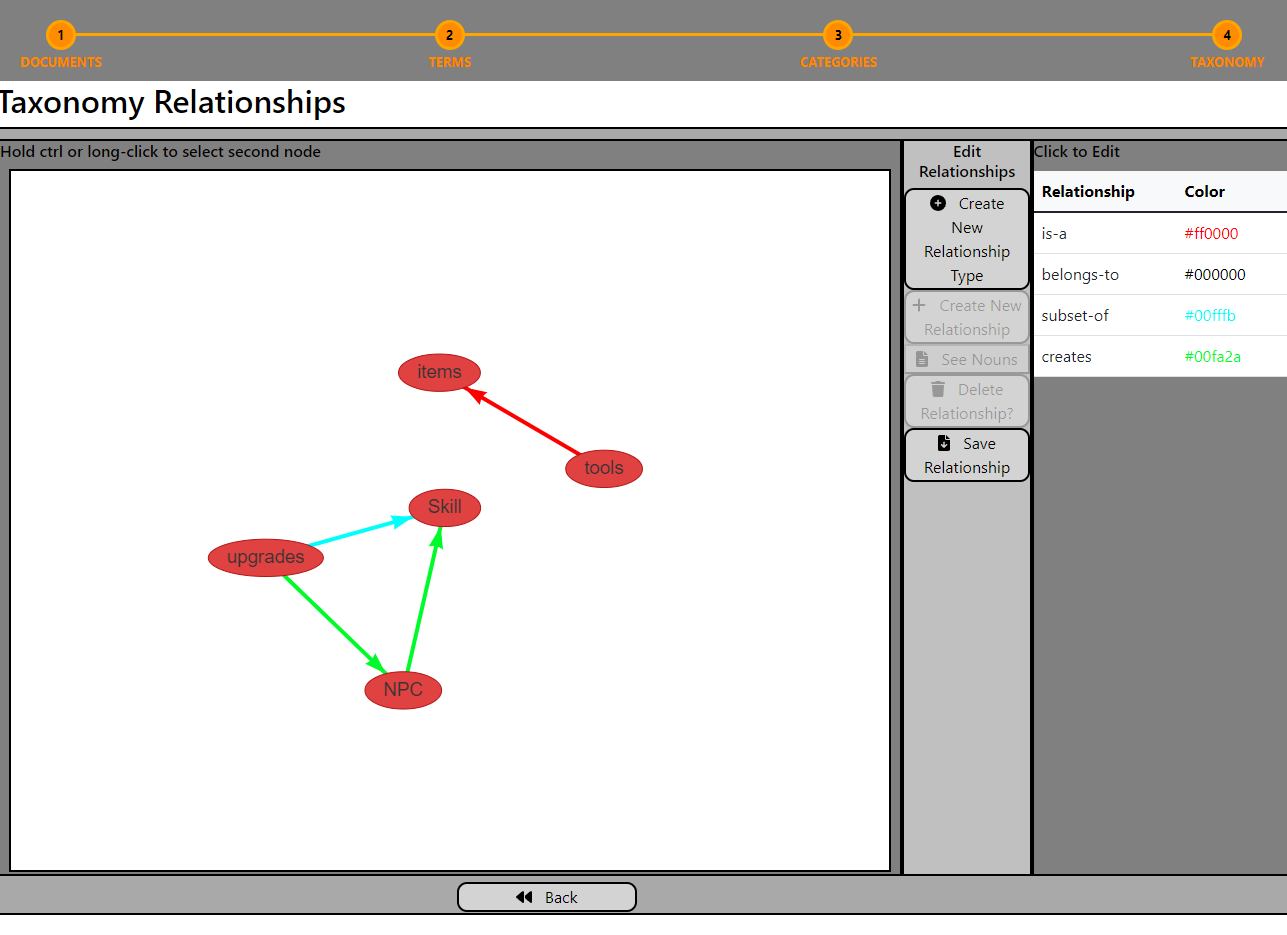 1
2
3
4
DOCUMENTS
TERMS
CATEGORIES
TAXONOMY
Taxonomy Relationships
Hold ctrl or long-click to select second node
items
tools
Skill
upgrades
NPC
Edit
Relationships
Create
New
Relationship
Type
Create New
Relationship
See Nouns
Delete
Relationship?
Save
Relationship
Click to Edit
Relationship Color
is-a #ff0000
belongs-to #000000
subset-of #00fffb
creates #00fa2a
Back